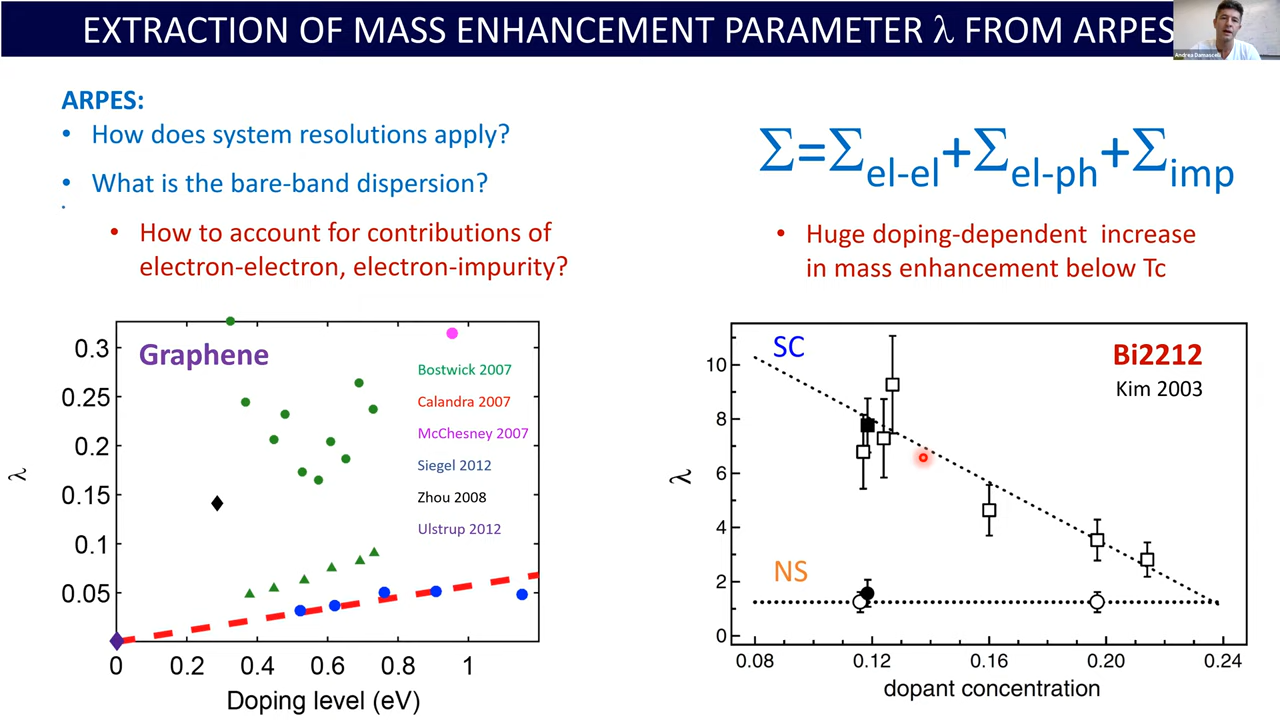 EXTRACTION OF MASS ENHANCEMENT PARAMETER λ FROM ARPES
Andrea Damascelli
ARPES:
• How does system resolutions apply?
• What is the bare-band dispersion?
•
• How to account for contributions of
electron-electron, electron-impurity?
Σ=Σel-el+Σel-ph+Σimp
• Huge doping-dependent increase
in mass enhancement below Tc
Graphene
Bostwick 2007
Calandra 2007
McChesney 2007
Siegel 2012
Zhou 2008
Ulstrup 2012
λ
0.3
0.25
0.2
0.15
0.1
0.05
0
0 0.2 0.4 0.6 0.8 1
Doping level (eV)
SC
Bi2212
Kim 2003
NS
λ
10
8
6
4
2
0
0.08 0.12 0.16 0.20 0.24
dopant concentration